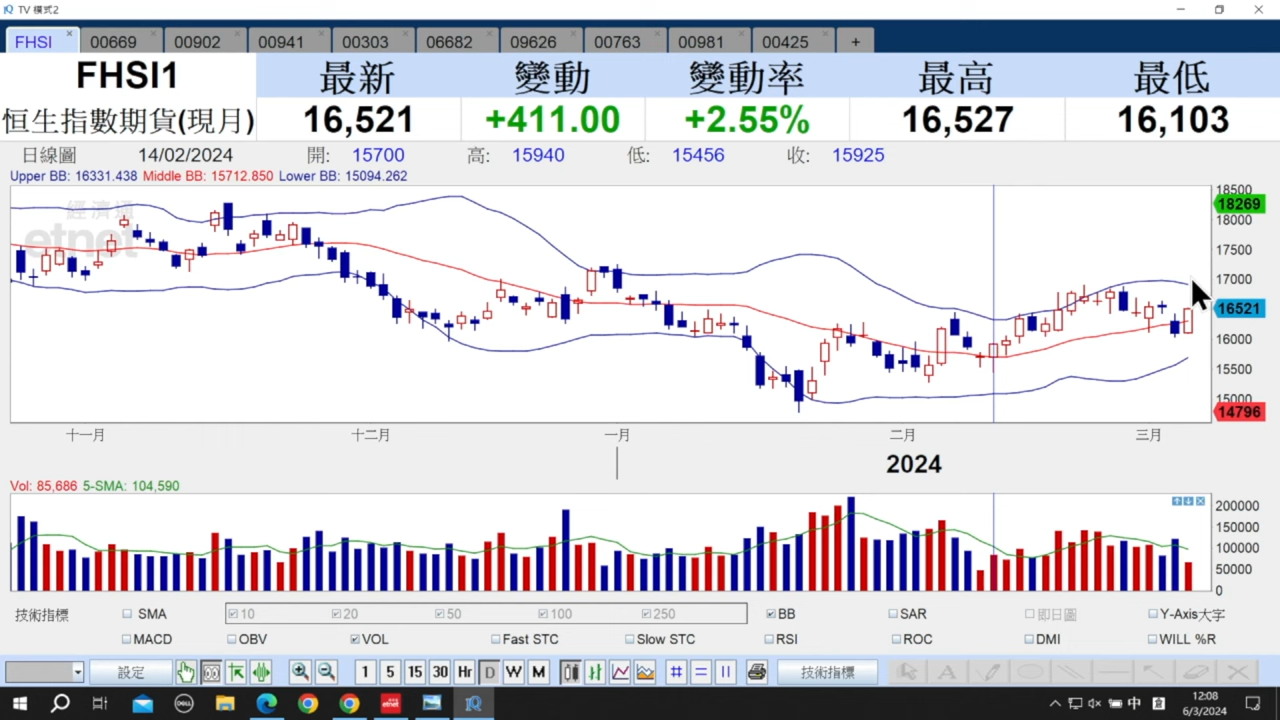 TV 模式2
FHSI 00669 00902 00941 00303 06682 09626 00763 00981 00425 +
FHSI1 最新 變動 變動率 最高 最低
恒生指數期貨(現月) 16,521 +411.00 +2.55% 16,527 16,103
日線圖 14/02/2024 開: 15700 高: 15940 低: 15456 收: 15925
Upper BB: 16331.438 Middle BB: 15712.850 Lower BB: 15094.262
經濟通
etnet
18500
18269
18000
17500
17000
16521
16000
15500
15000
14796
十一月 十二月 一月 二月 三月
2024
Vol: 85,686 5-SMA: 104,590
200000
150000
100000
50000
0
技術指標 SMA 10 20 50 100 250 BB SAR 即日圖 Y-Axis大字
MACD OBV VOL Fast STC Slow STC RSI ROC DMI WILL %R
設定 1 5 15 30 Hr D W M 技術指標 A
DELL etnet 中 12:08
6/3/2024